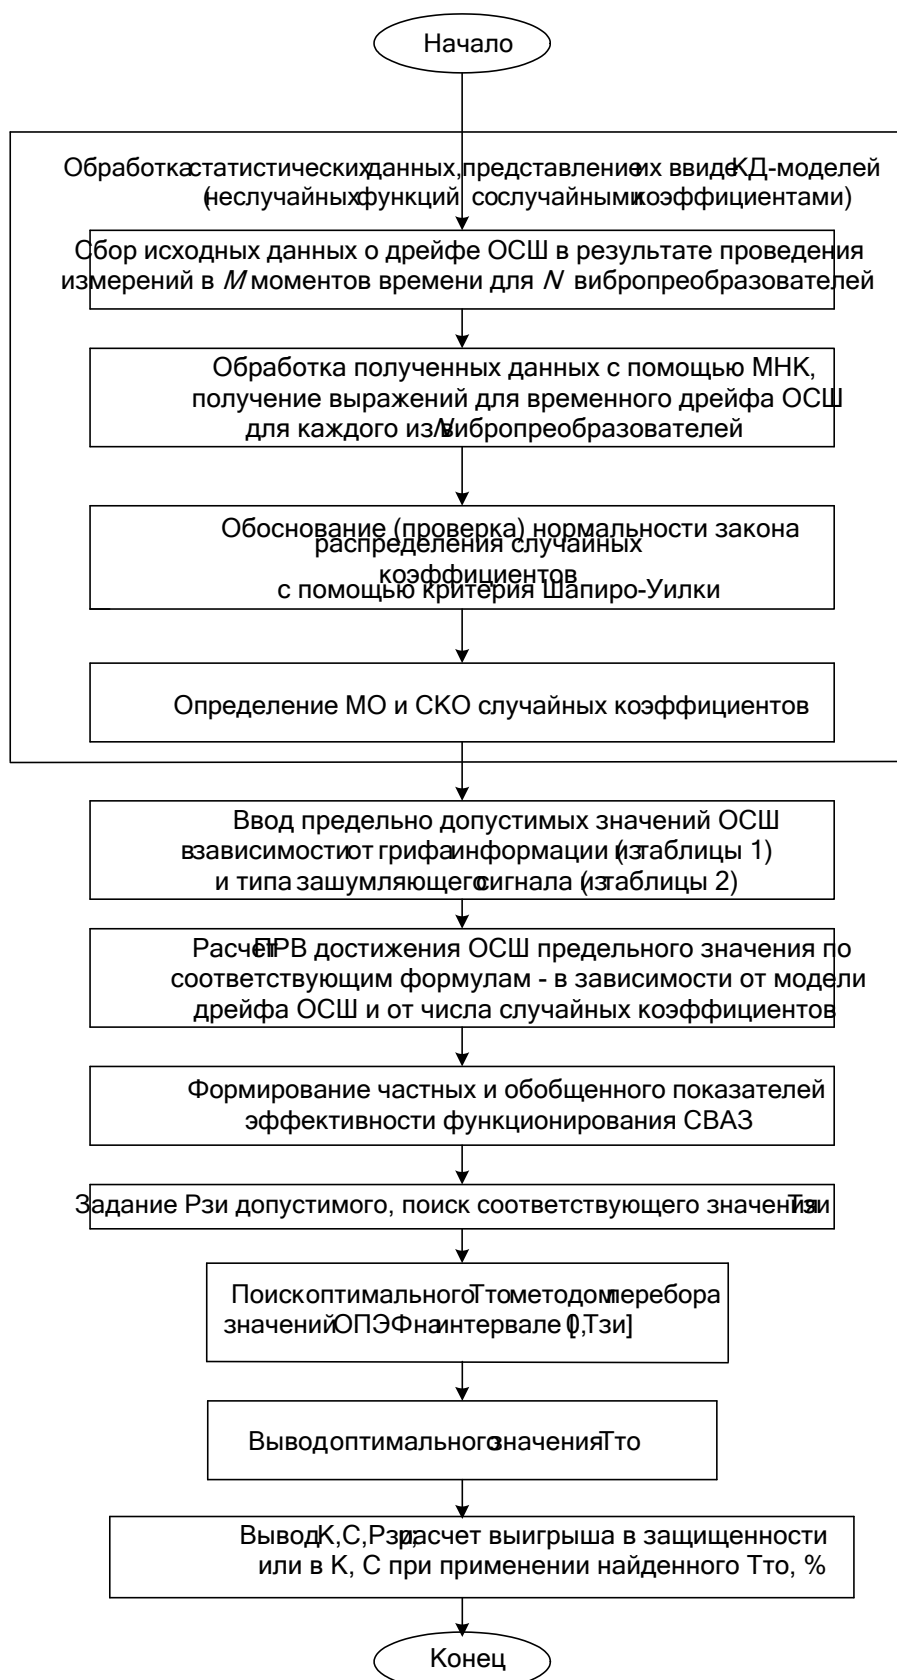 Начало
Обработка статистических данных, представление их ввиде КД-моделей
(неслучайных функций со случайными коэффициентами)
Сбор исходных данных о дрейфе ОСШ в результате проведения
измерений в M моментов времени для N вибропреобразователей
Обработка полученных данных с помощью МНК,
получение выражений для временного дрейфа ОСШ
для каждого из N вибропреобразователей
Обоснование (проверка) нормальности закона
распределения случайных
коэффициентов
с помощью критерия Шапиро-Уилки
Определение МО и СКО случайных коэффициентов
Ввод предельно допустимых значений ОСШ
в зависимости от грифа информации (из таблицы 1)
и типа зашумляющего сигнала (из таблицы 2)
Расчет ПРВ достижения ОСШ предельного значения по
соответствующим формулам - в зависимости от модели
дрейфа ОСШ и от числа случайных коэффициентов
Формирование частных и обобщенного показателей
эффективности функционирования СВАЗ
Задание Рзи допустимого, поиск соответствующего значения Тзи
Поиск оптимального Тто методом перебора
значений ОПЭФ на интервале [0,Тзи]
Вывод оптимального значения Тто
Вывод К,С,Рзи, расчет выигрыша в защищенности
или в К, С при применении найденного Тто, %
Конец